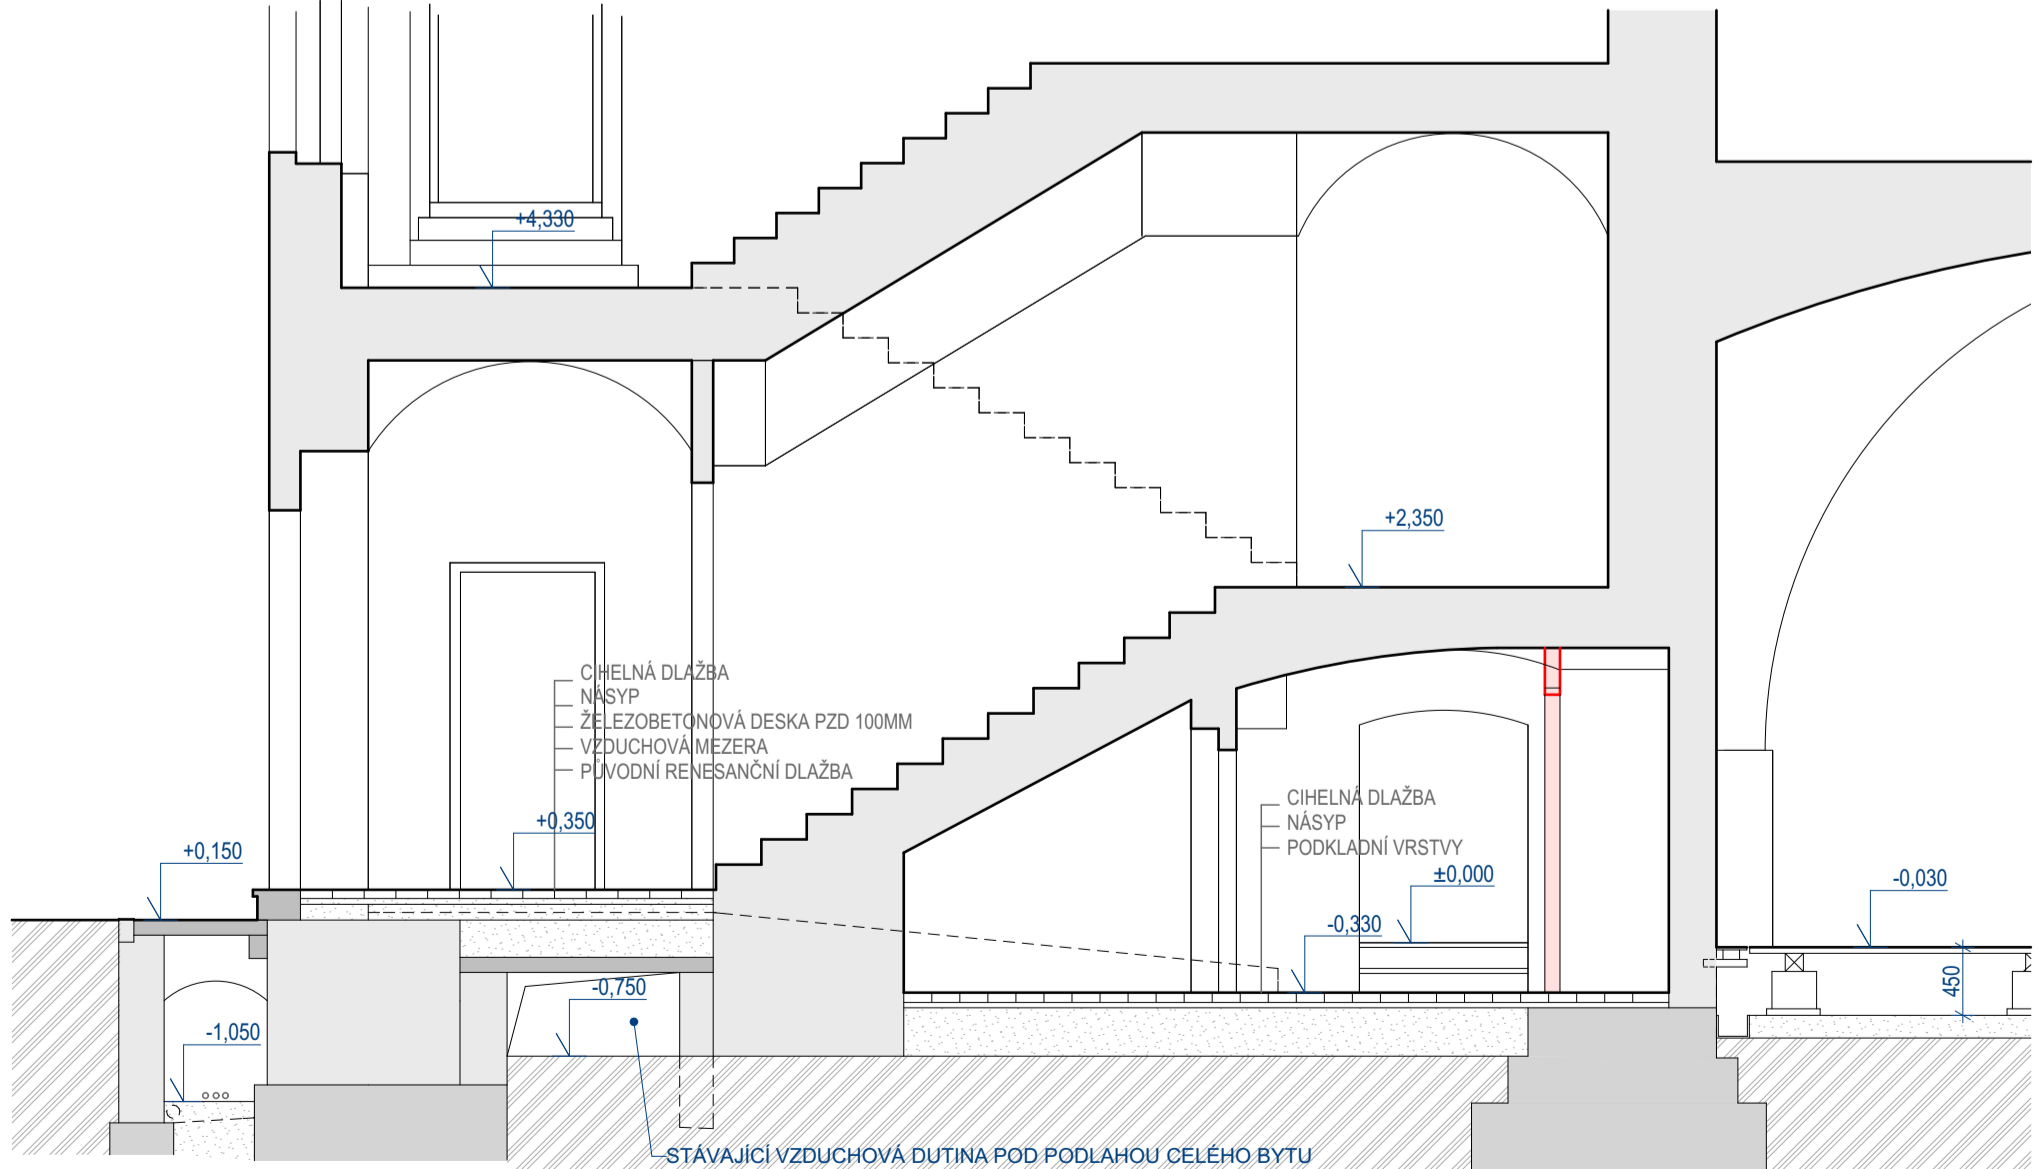 +4,330
+2,350
CIHELNÁ DLAŽBA
NÁSYP
ŽELEZOBETONOVÁ DESKA PZD 100MM
VZDUCHOVÁ MEZERA
PŮVODNÍ RENESANČNÍ DLAŽBA
CIHELNÁ DLAŽBA
NÁSYP
PODKLADNÍ VRSTVY
+0,350
+0,150
±0,000
-0,030
-0,330
450
-0,750
-1,050
STÁVAJÍCÍ VZDUCHOVÁ DUTINA POD PODLAHOU CELÉHO BYTU